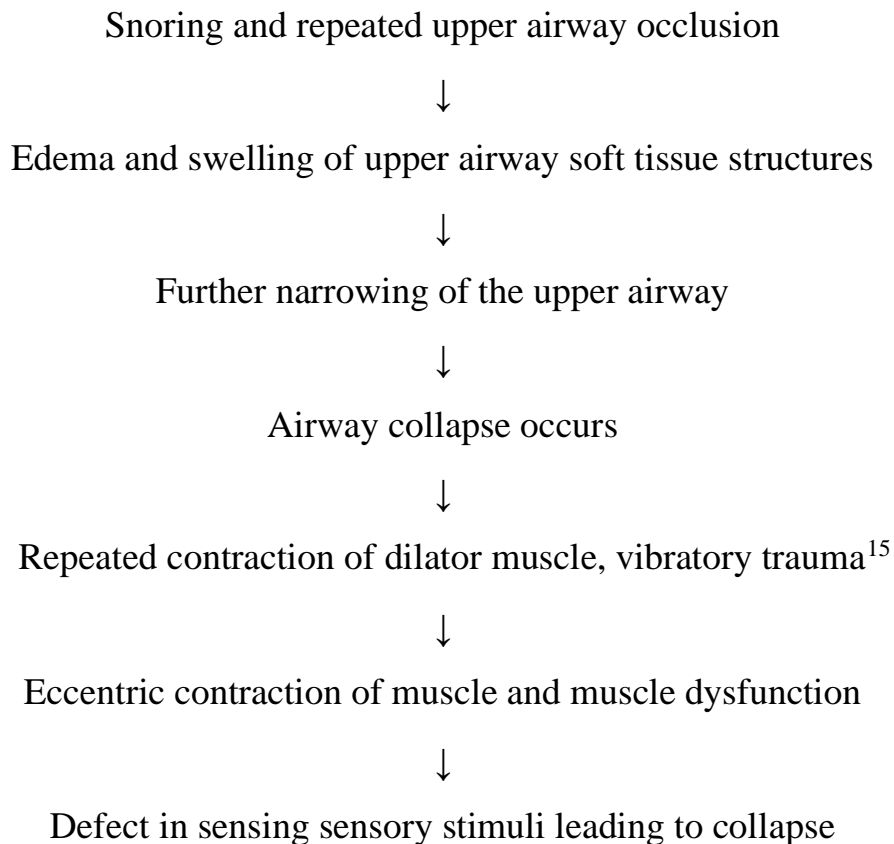 Snoring and repeated upper airway occlusion
↓
Edema and swelling of upper airway soft tissue structures
↓
Further narrowing of the upper airway
↓
Airway collapse occurs
↓
Repeated contraction of dilator muscle, vibratory trauma¹⁵
↓
Eccentric contraction of muscle and muscle dysfunction
↓
Defect in sensing sensory stimuli leading to collapse